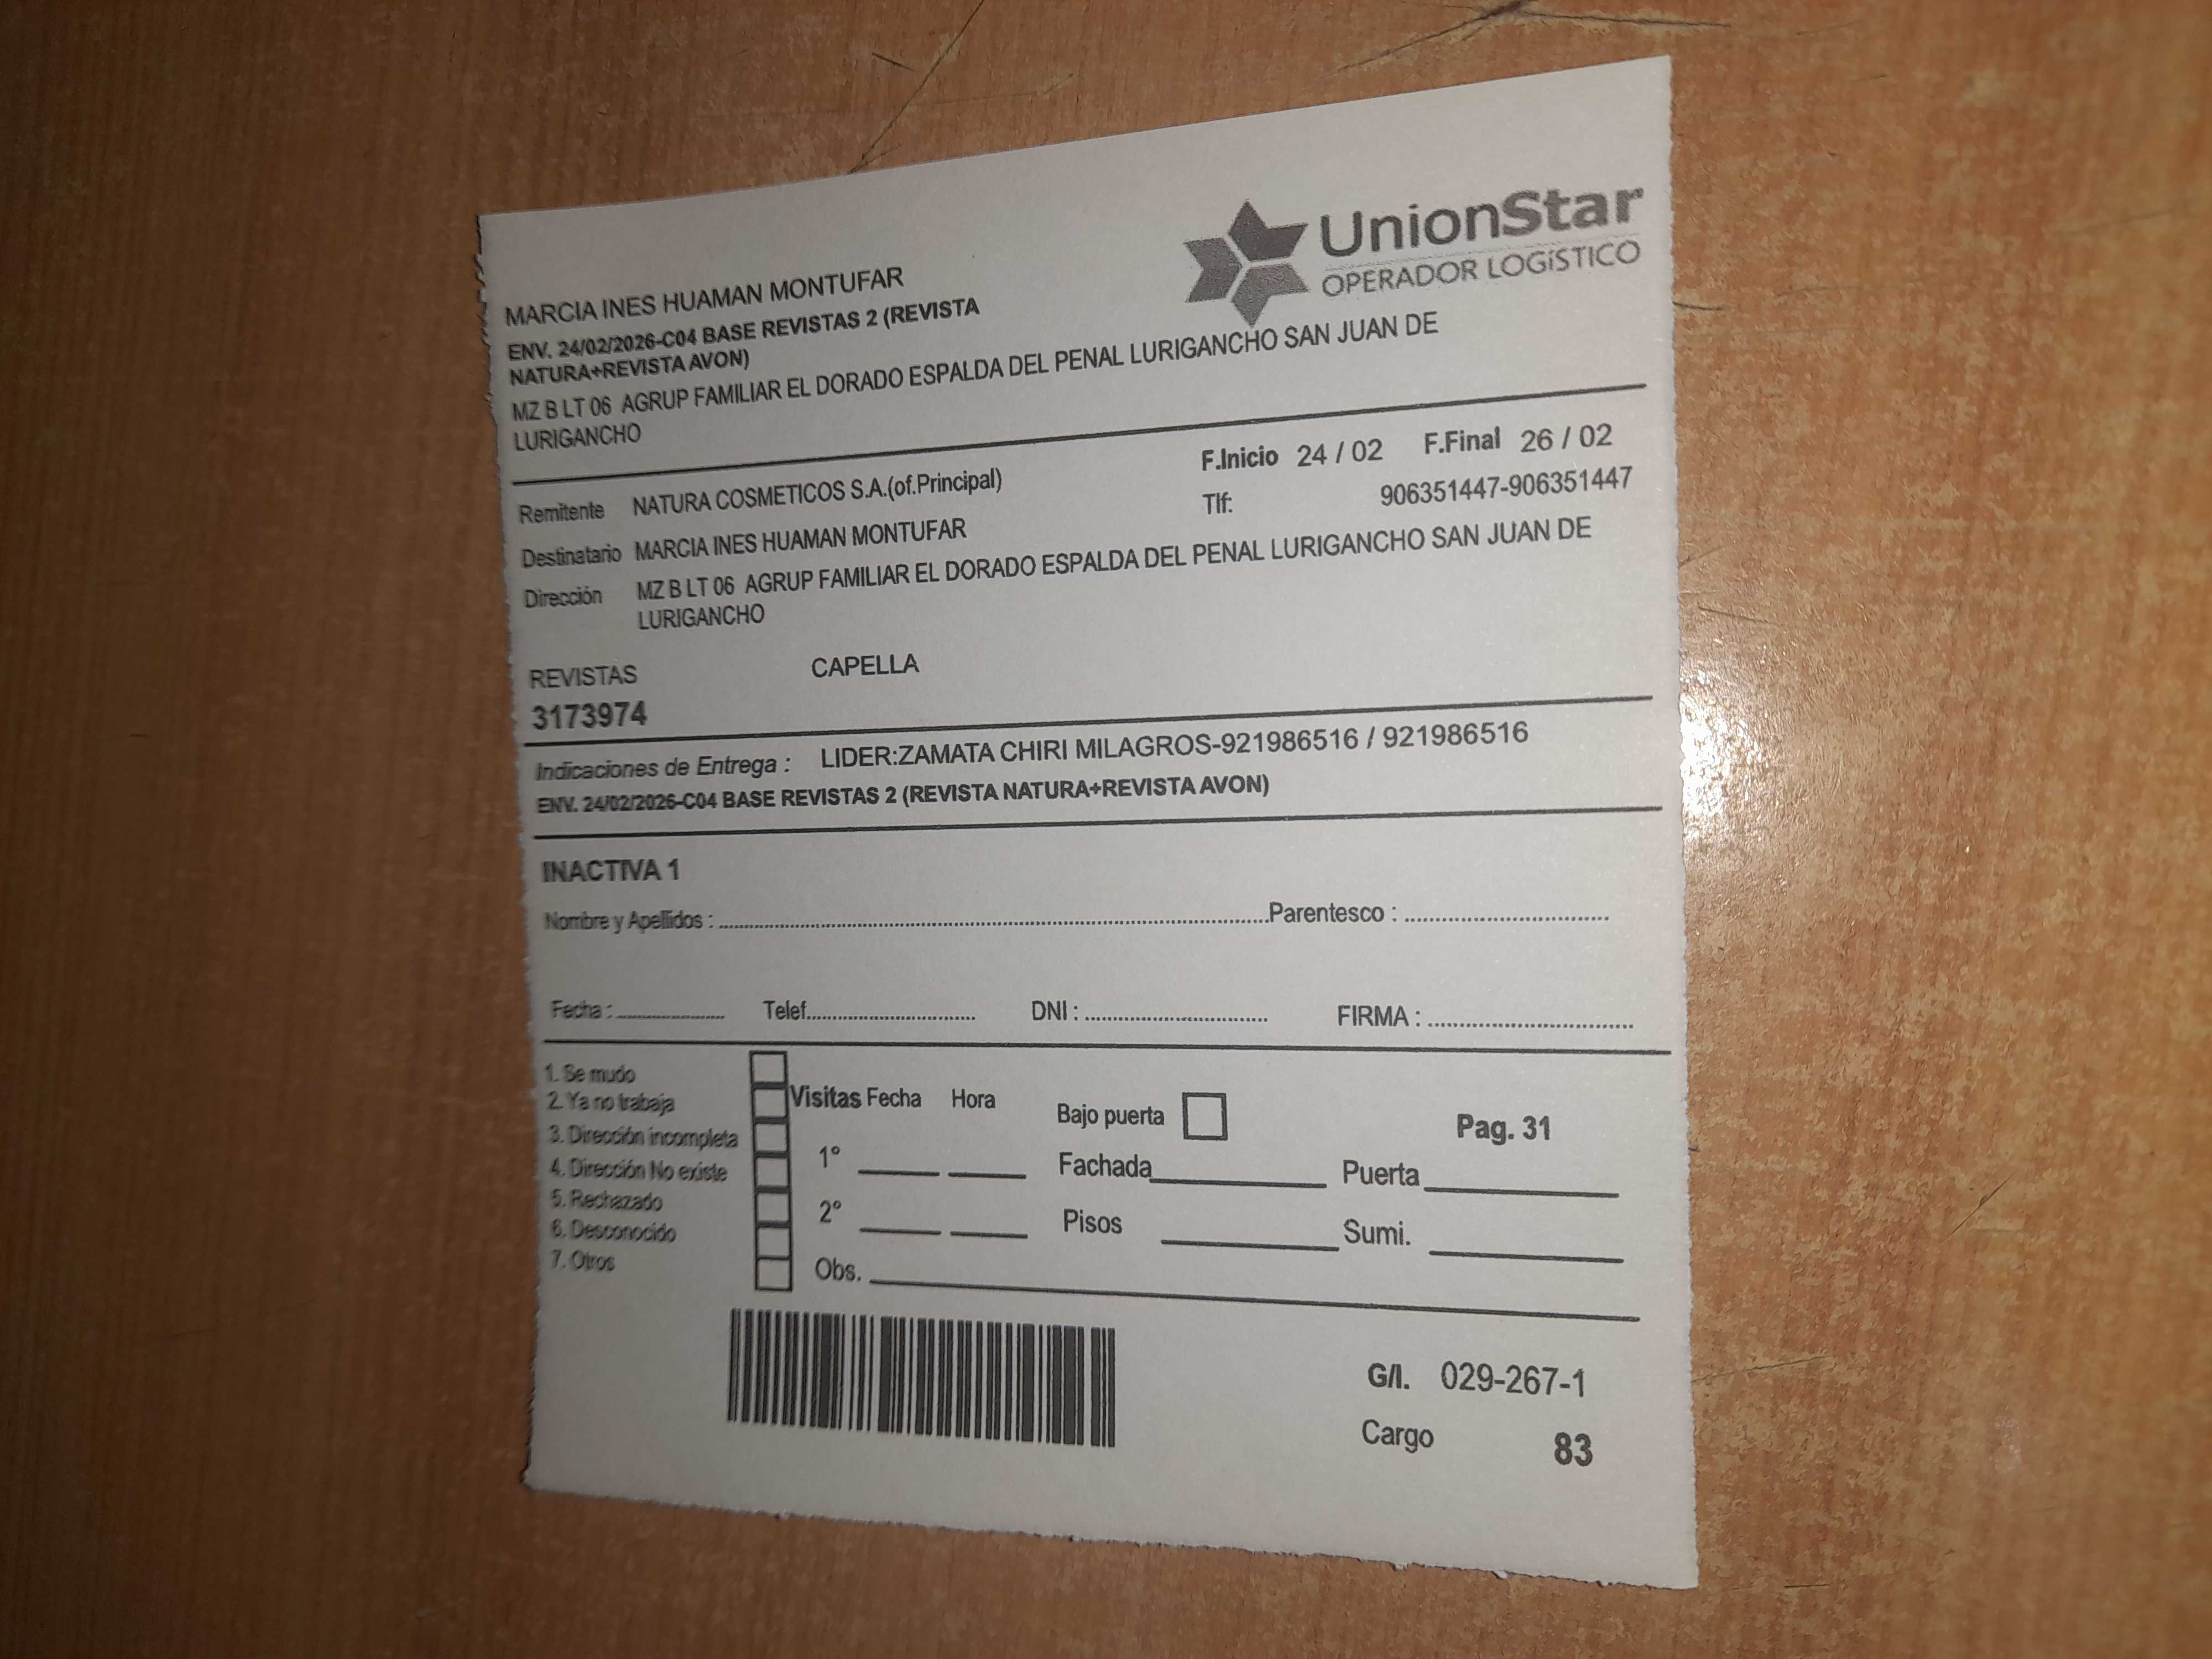 UnionStar
OPERADOR LOGíSTICO
MARCIA INES HUAMAN MONTUFAR
ENV. 24/02/2026-C04 BASE REVISTAS 2 (REVISTA
NATURA+REVISTA AVON)
MZ B LT 06 AGRUP FAMILIAR EL DORADO ESPALDA DEL PENAL LURIGANCHO SAN JUAN DE
LURIGANCHO
F.Inicio 24 / 02 F.Final 26 / 02
Remitente NATURA COSMETICOS S.A.(of.Principal)
Tlf: 906351447-906351447
Destinatario MARCIA INES HUAMAN MONTUFAR
Dirección MZ B LT 06 AGRUP FAMILIAR EL DORADO ESPALDA DEL PENAL LURIGANCHO SAN JUAN DE
LURIGANCHO
REVISTAS CAPELLA
3173974
Indicaciones de Entrega : LIDER:ZAMATA CHIRI MILAGROS-921986516 / 921986516
ENV. 24/02/2026-C04 BASE REVISTAS 2 (REVISTA NATURA+REVISTA AVON)
INACTIVA 1
Nombre y Apellidos : Parentesco :
Fecha : Telef. DNI : FIRMA :
1. Se mudo
2. Ya no trabaja
3. Dirección incompleta
4. Dirección No existe
5. Rechazado
6. Desconocido
7. Otros
Visitas Fecha Hora
1°
2°
Obs.
Bajo puerta
Pag. 31
Fachada Puerta
Pisos Sumi.
G/I. 029-267-1
Cargo 83